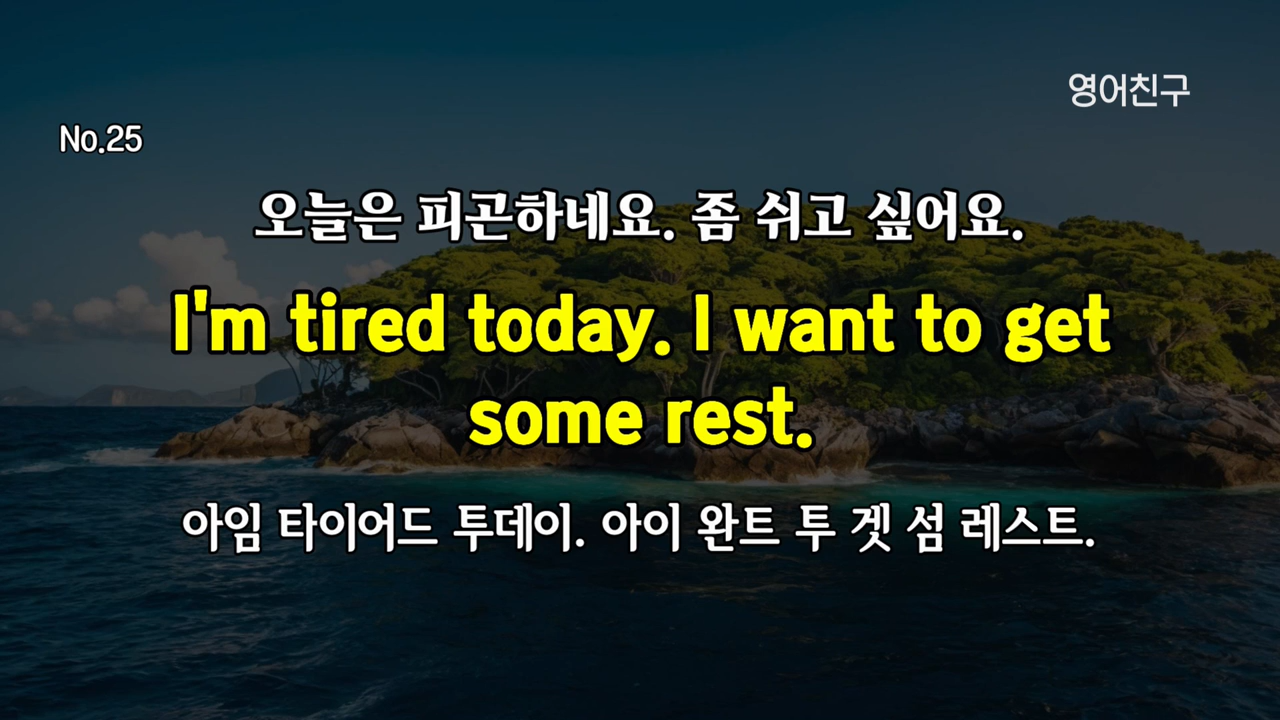 영어친구
No.25
오늘은 피곤하네요. 좀 쉬고 싶어요.
I'm tired today. I want to get
some rest.
아임 타이어드 투데이. 아이 완트 투 겟 섬 레스트.